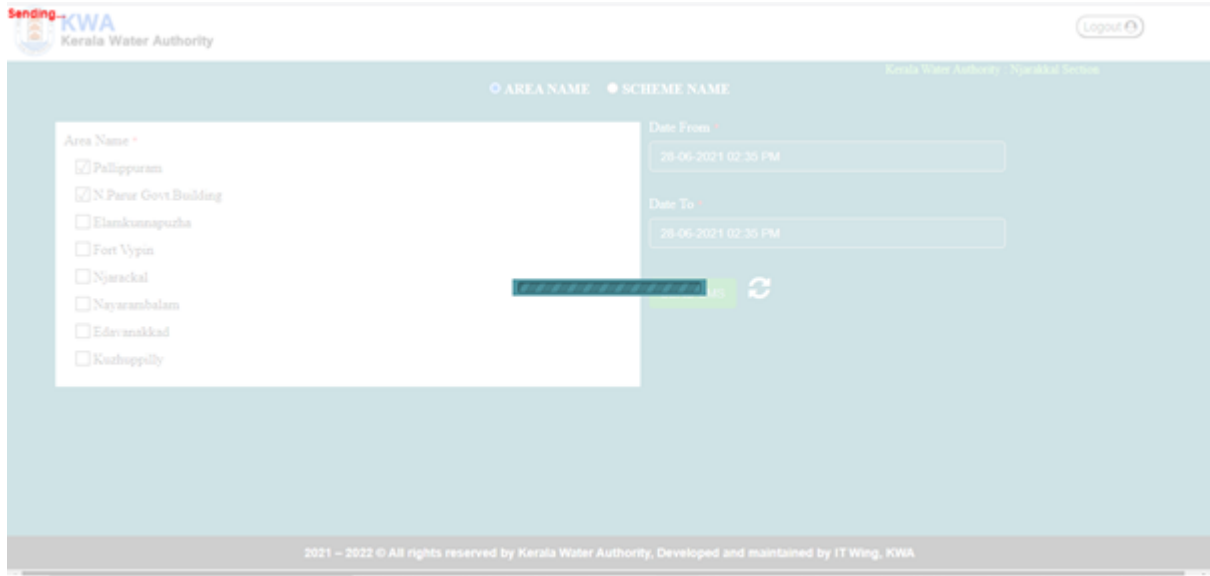 Sending...
KWA
Kerala Water Authority
Logout
Kerala Water Authority : Njarakkal Section
AREA NAME SCHEME NAME
Area Name *
Pallippuram
N.Parur Govt.Building
Elamkunnapuzha
Fort Vypin
Njarackal
Nayarambalam
Edavanakkad
Kuzhuppilly
Date From *
28-06-2021 02:35 PM
Date To *
28-06-2021 02:35 PM
2021 – 2022 © All rights reserved by Kerala Water Authority, Developed and maintained by IT Wing, KWA